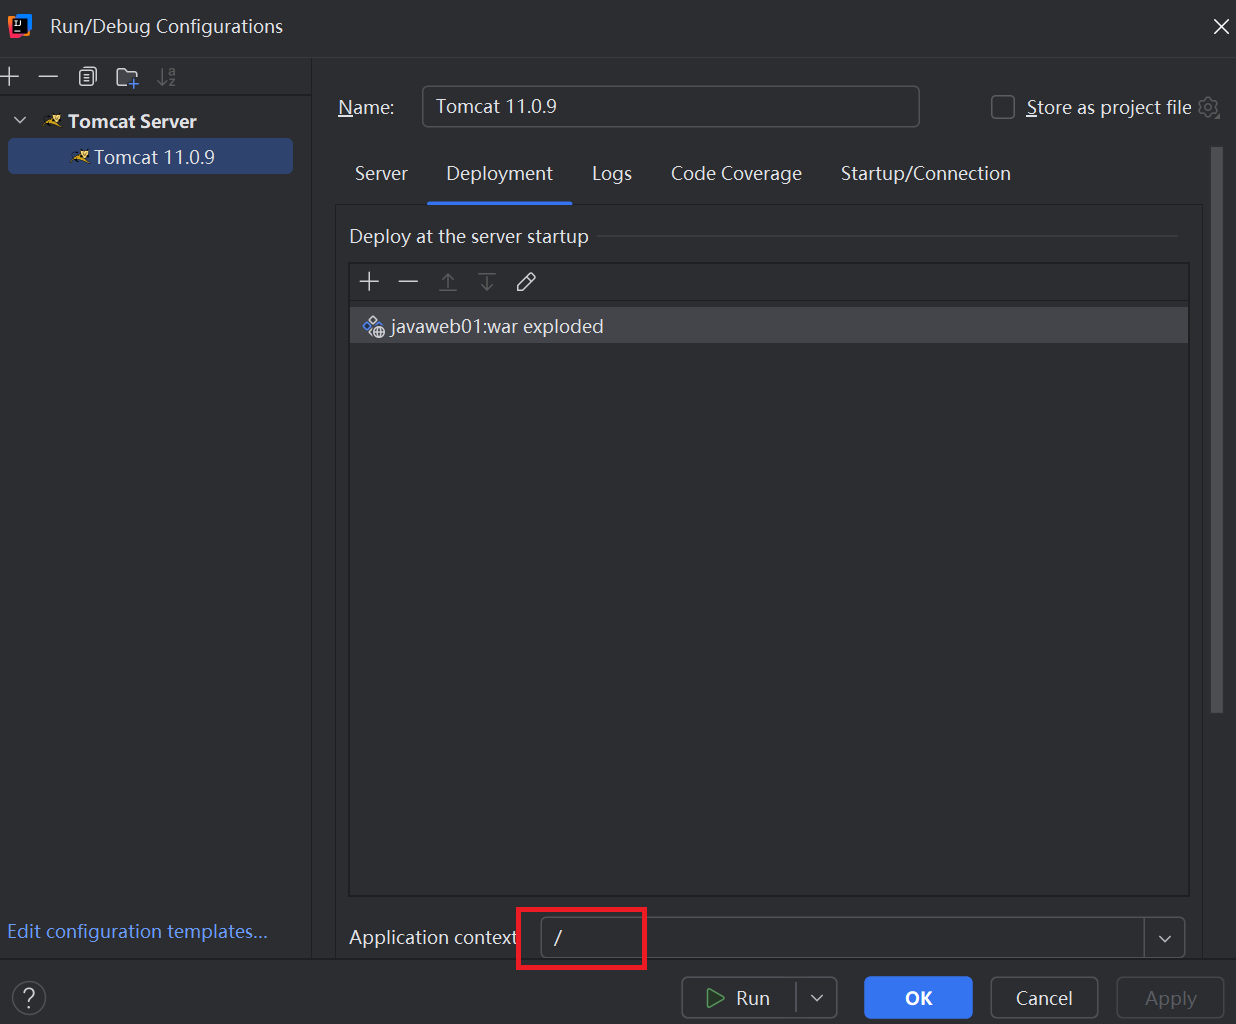 Run/Debug Configurations
Name: Tomcat 11.0.9 Store as project file
Tomcat Server
Tomcat 11.0.9
Server Deployment Logs Code Coverage Startup/Connection
Deploy at the server startup
javaweb01:war exploded
Edit configuration templates...
Application context /
? Run OK Cancel Apply